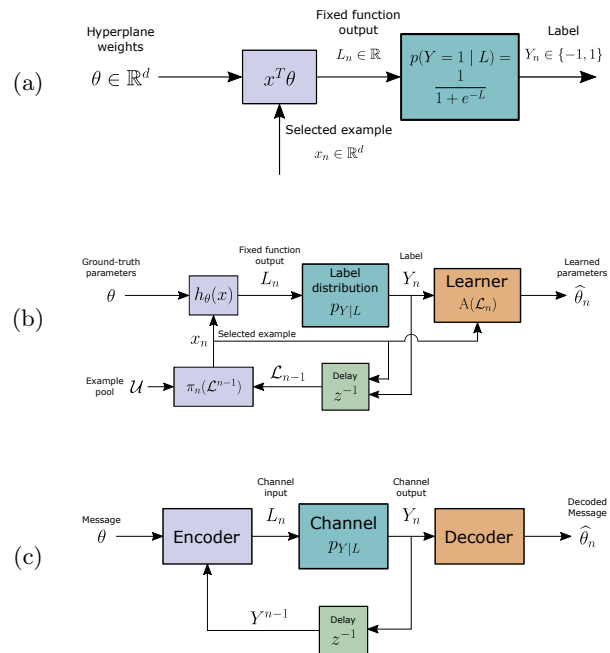 (a)
Hyperplane
weights
θ ∈ ℝ^d
x^T θ
Selected example
x_n ∈ ℝ^d
Fixed function
output
L_n ∈ ℝ
p(Y = 1 | L) =
1
1 + e^{-L}
Label
Y_n ∈ {-1, 1}
(b)
Ground-truth
parameters
θ
h_θ(x)
Fixed function
output
L_n
Label
distribution
p_{Y|L}
Label
Y_n
Learner
A(ℒ_n)
Learned
parameters
θ̂_n
x_n
Selected example
Example
pool
𝒰
π_n(ℒ^{n-1})
ℒ_{n-1}
Delay
z^{-1}
(c)
Message
θ
Encoder
Channel
input
L_n
Channel
p_{Y|L}
Channel
output
Y_n
Decoder
Decoded
Message
θ̂_n
Y^{n-1}
Delay
z^{-1}